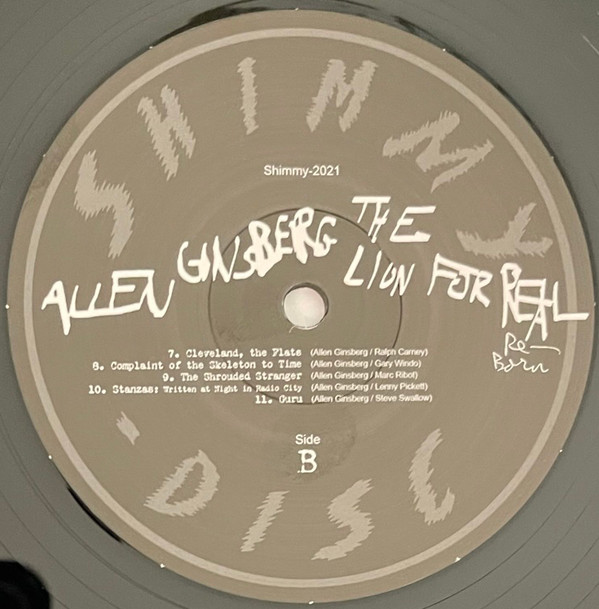 SHIMMY
Shimmy-2021
ALLEN GINSBERG THE
LION FOR REAL
Re-
Born
7. Cleveland, the Flats (Allen Ginsberg / Ralph Carney)
8. Complaint of the Skeleton to Time (Allen Ginsberg / Gary Windo)
9. The Shrouded Stranger (Allen Ginsberg / Marc Ribot)
10. Stanzas: Written at Night in Radio City (Allen Ginsberg / Lenny Pickett)
11. Guru (Allen Ginsberg / Steve Swallow)
Side
B
-DISC